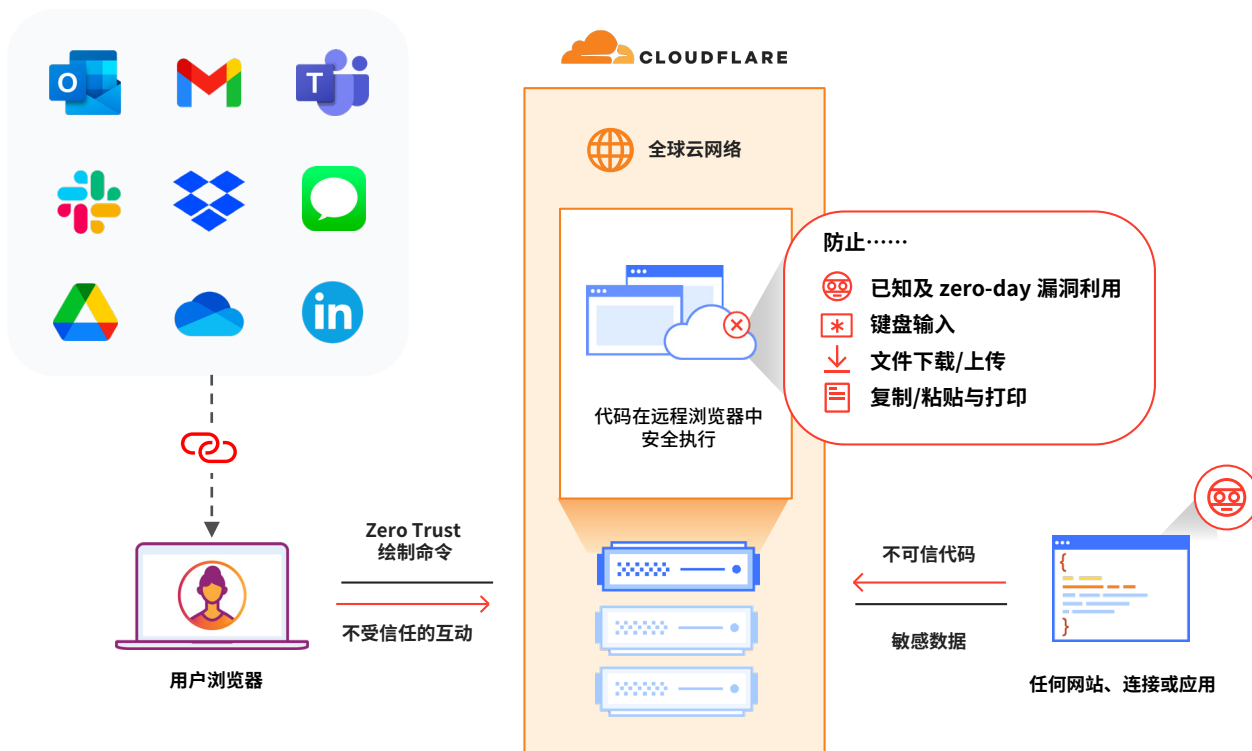 CLOUDFLARE
全球云网络
防止……
已知及 zero-day 漏洞利用
键盘输入
文件下载/上传
复制/粘贴与打印
代码在远程浏览器中
安全执行
O
T
in
Zero Trust
绘制命令
不受信任的互动
用户浏览器
不可信代码
敏感数据
{
}
任何网站、连接或应用